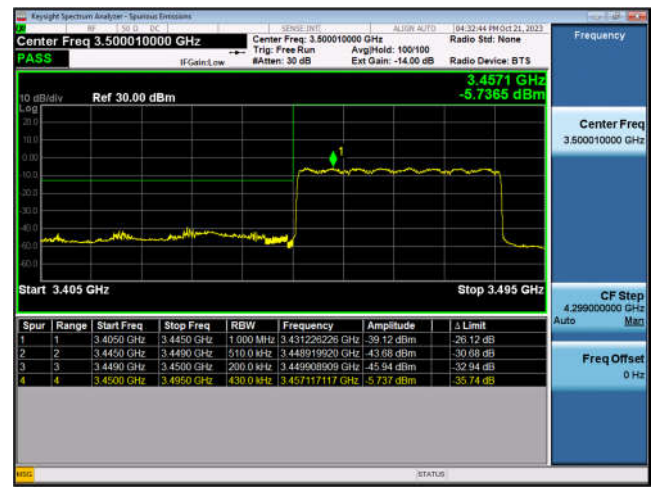 Keysight Spectrum Analyzer - Spurious Emissions
RF 50 Ω DC SENSE:INT ALIGN AUTO 04:32:44 PM Oct 21, 2023
Center Freq 3.500010000 GHz
Center Freq: 3.500010000 GHz
Radio Std: None
Trig: Free Run
Avg|Hold: 100/100
PASS
IFGain:Low
#Atten: 30 dB
Ext Gain: -14.00 dB
Radio Device: BTS
3.4571 GHz
-5.7365 dBm
10 dB/div
Ref 30.00 dBm
Log
20.0
10.0
0.00
1
-10.0
-20.0
-30.0
-40.0
-50.0
-60.0
Start 3.405 GHz
Stop 3.495 GHz
Spur Range Start Freq Stop Freq RBW Frequency Amplitude Δ Limit
1 1 3.4050 GHz 3.4450 GHz 1.000 MHz 3.431226226 GHz -39.12 dBm -26.12 dB
2 2 3.4450 GHz 3.4490 GHz 510.0 kHz 3.448919920 GHz -43.68 dBm -30.68 dB
3 3 3.4490 GHz 3.4500 GHz 200.0 kHz 3.449908909 GHz -45.94 dBm -32.94 dB
4 4 3.4500 GHz 3.4950 GHz 430.0 kHz 3.457117117 GHz -5.737 dBm -35.74 dB
MSG
STATUS
Frequency
Center Freq
3.500010000 GHz
CF Step
4.299000000 GHz
Auto Man
Freq Offset
0 Hz